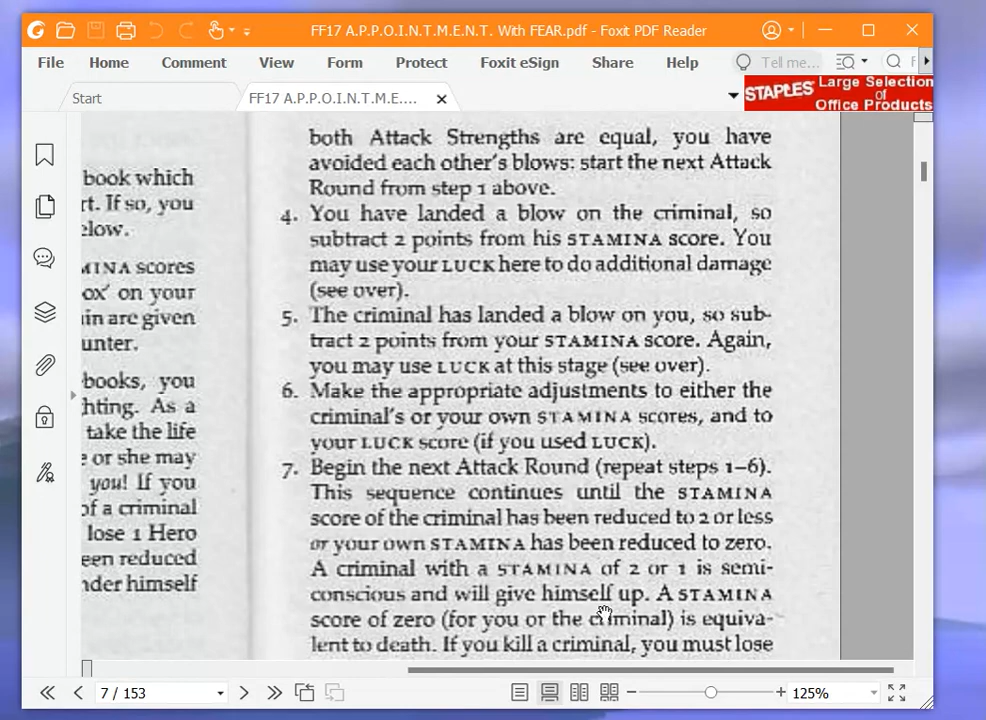 FF17 A.P.P.O.I.N.T.M.E.N.T. With FEAR.pdf - Foxit PDF Reader
File Home Comment View Form Protect Foxit eSign Share Help Tell me... F
Start FF17 A.P.P.O.I.N.T.M.E....
STAPLES Large Selection
of
Office Products
book which
rt. If so, you
elow.
MINA scores
ox' on your
in are given
unter.
books, you
hting. As a
take the life
e or she may
you! If you
of a criminal
lose 1 Hero
een reduced
nder himself
both Attack Strengths are equal, you have
avoided each other's blows: start the next Attack
Round from step 1 above.
4. You have landed a blow on the criminal, so
subtract 2 points from his STAMINA score. You
may use your LUCK here to do additional damage
(see over).
5. The criminal has landed a blow on you, so sub-
tract 2 points from your STAMINA score. Again,
you may use LUCK at this stage (see over).
6. Make the appropriate adjustments to either the
criminal's or your own STAMINA scores, and to
your LUCK score (if you used LUCK).
7. Begin the next Attack Round (repeat steps 1–6).
This sequence continues until the STAMINA
score of the criminal has been reduced to 2 or less
or your own STAMINA has been reduced to zero.
A criminal with a STAMINA of 2 or 1 is semi-
conscious and will give himself up. A STAMINA
score of zero (for you or the criminal) is equiva-
lent to death. If you kill a criminal, you must lose
7 / 153 125%